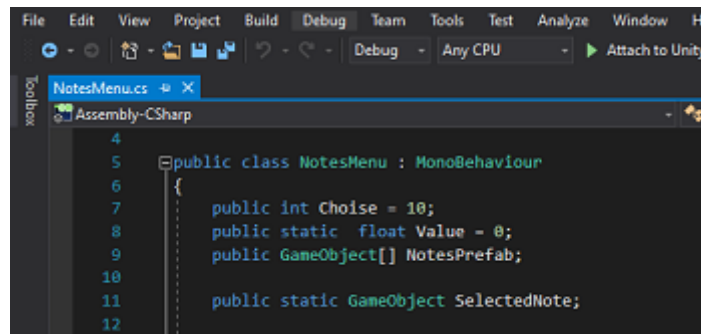 File Edit View Project Build Debug Team Tools Test Analyze Window H
Debug Any CPU Attach to Unity
Toolbox
NotesMenu.cs
Assembly-CSharp
4
5 public class NotesMenu : MonoBehaviour
6 {
7 public int Choise = 10;
8 public static  float Value = 0;
9 public GameObject[] NotesPrefab;
10
11 public static GameObject SelectedNote;
12